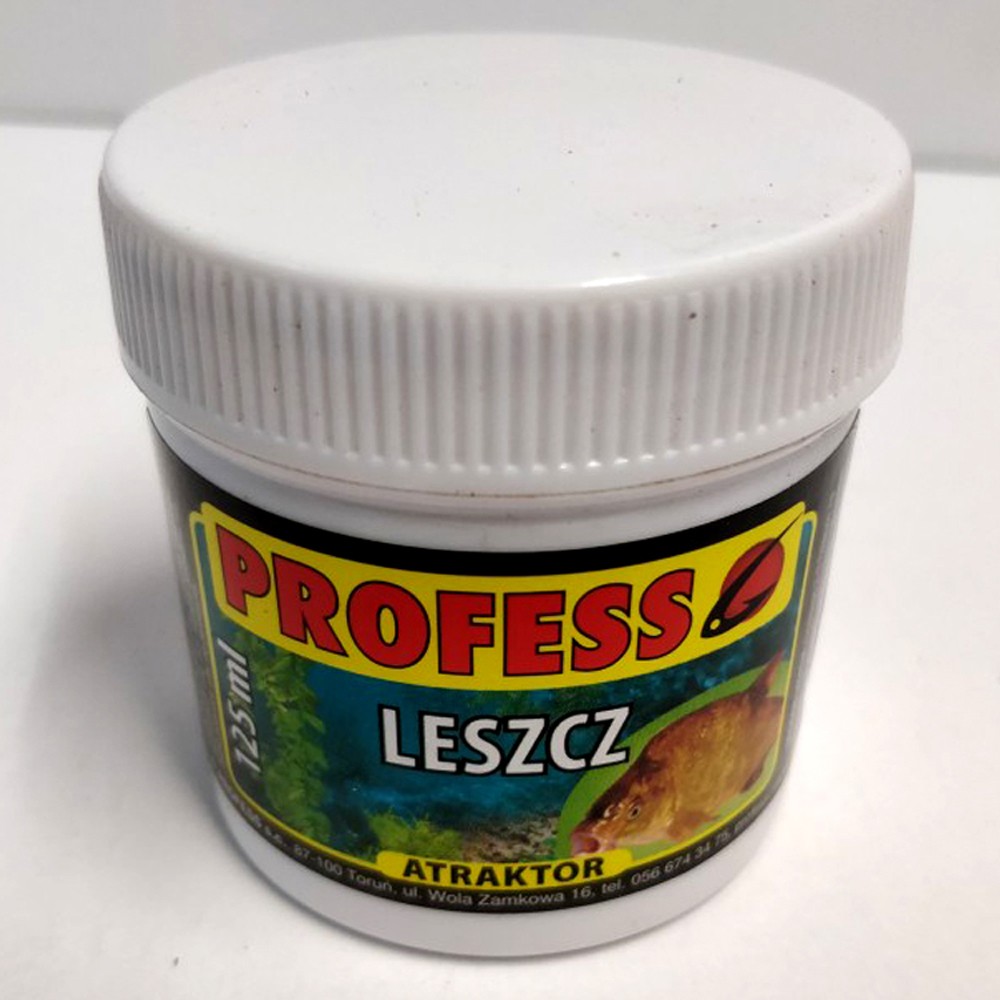 PROFESS
125 ml
LESZCZ
ATRAKTOR
s.c. 87-100 Toruń, ul. Wola Zamkowa 16, tel. 056 674 34 75,